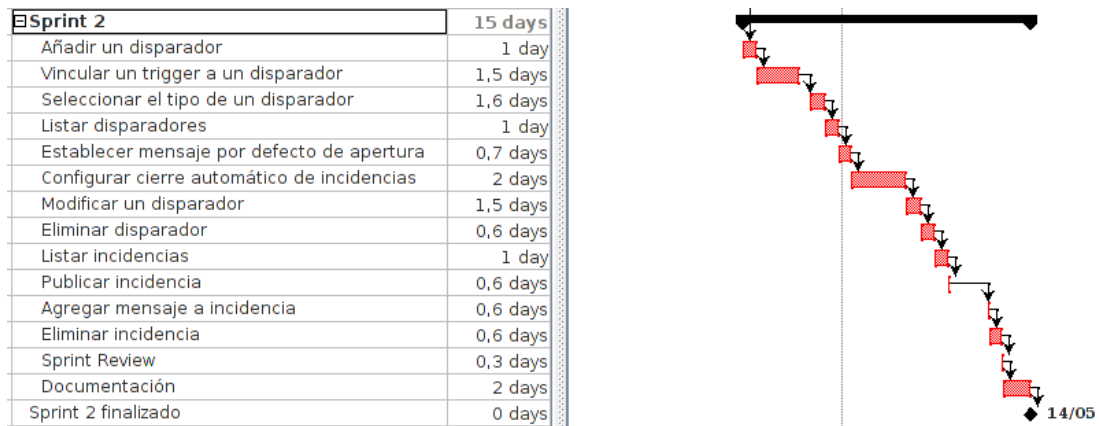 Sprint 2 15 days
Añadir un disparador 1 day
Vincular un trigger a un disparador 1,5 days
Seleccionar el tipo de un disparador 1,6 days
Listar disparadores 1 day
Establecer mensaje por defecto de apertura 0,7 days
Configurar cierre automático de incidencias 2 days
Modificar un disparador 1,5 days
Eliminar disparador 0,6 days
Listar incidencias 1 day
Publicar incidencia 0,6 days
Agregar mensaje a incidencia 0,6 days
Eliminar incidencia 0,6 days
Sprint Review 0,3 days
Documentación 2 days
Sprint 2 finalizado 0 days 14/05